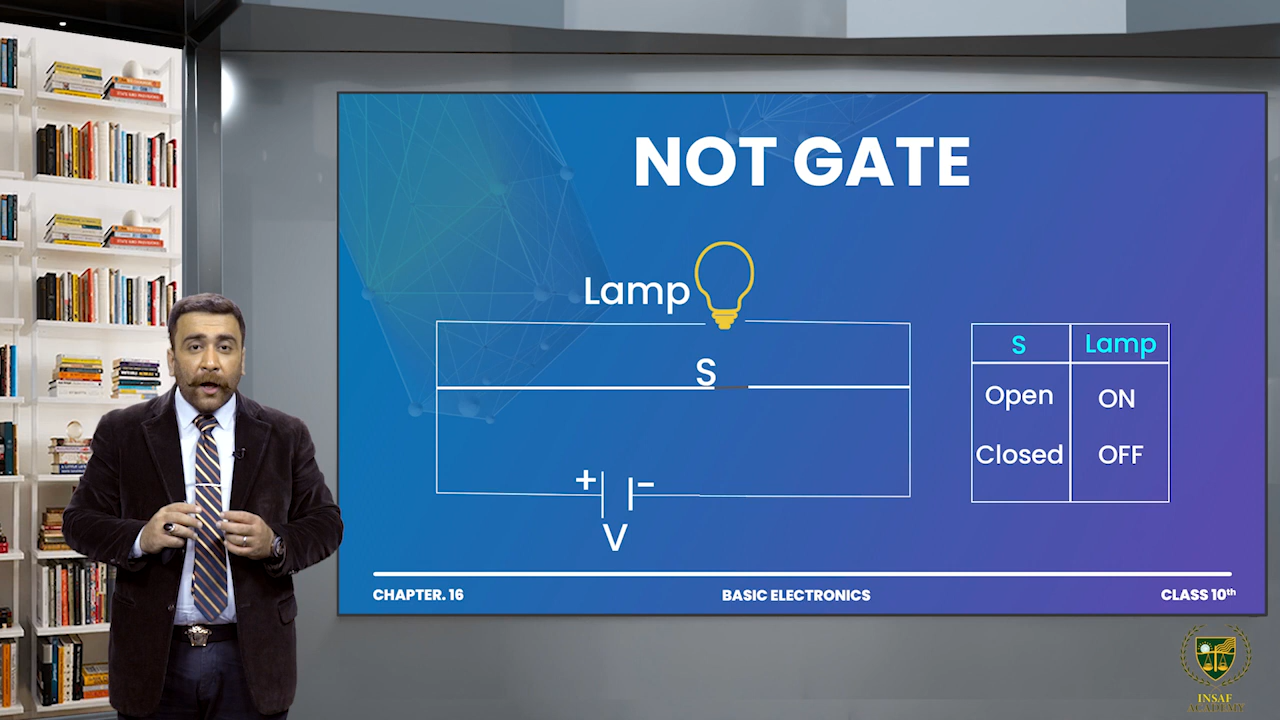 NOT GATE
Lamp
S
+ -
V
S Lamp
Open ON
Closed OFF
CHAPTER. 16 BASIC ELECTRONICS CLASS 10th
INSAF
ACADEMY